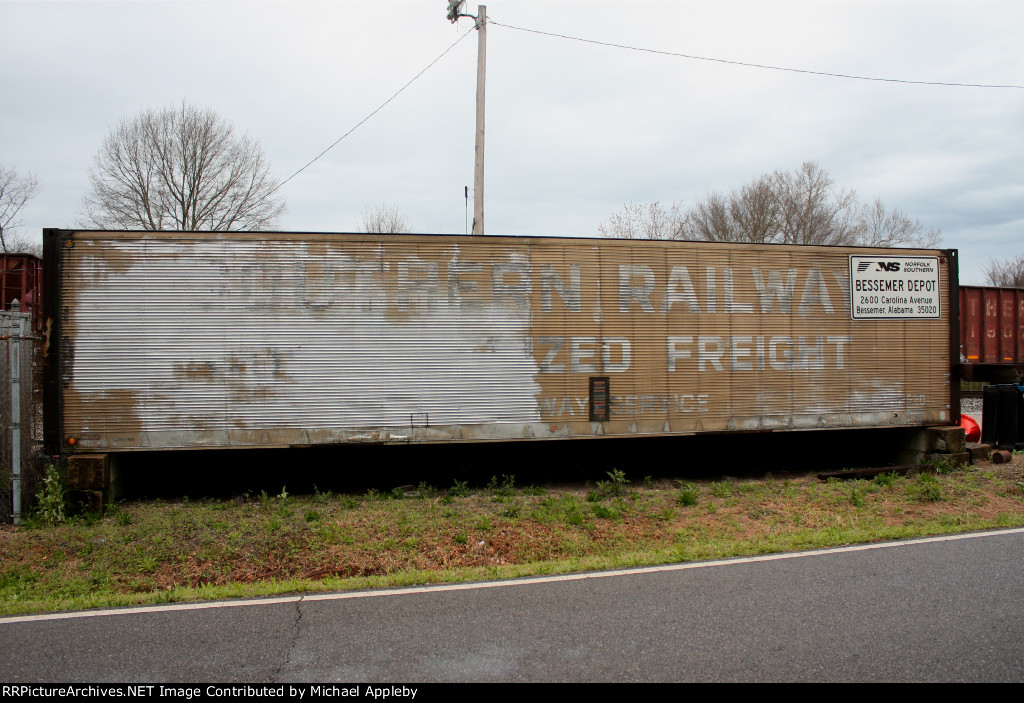 SOUTHERN RAILWAY
ZED FREIGHT
WAY SERVICE
NS NORFOLK SOUTHERN
BESSEMER DEPOT
2600 Carolina Avenue
Bessemer, Alabama 35020
RRPictureArchives.NET Image Contributed by Michael Appleby